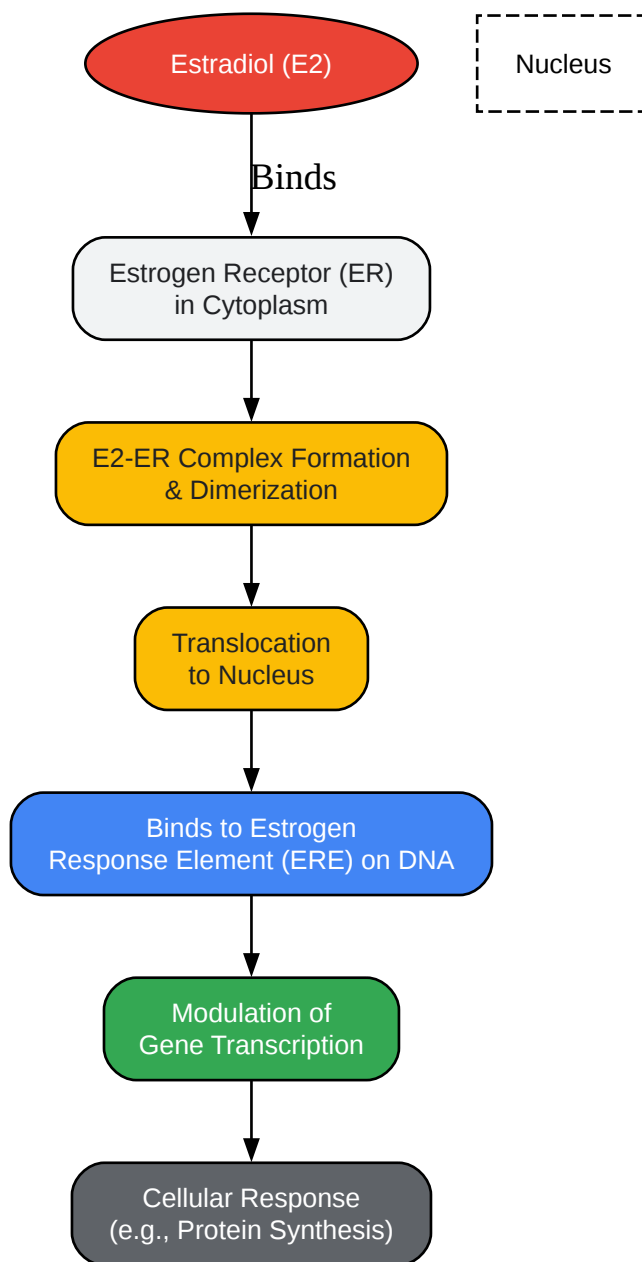 Estradiol (E2)
Nucleus
Binds
Estrogen Receptor (ER)
in Cytoplasm
E2-ER Complex Formation
& Dimerization
Translocation
to Nucleus
Binds to Estrogen
Response Element (ERE) on DNA
Modulation of
Gene Transcription
Cellular Response
(e.g., Protein Synthesis)